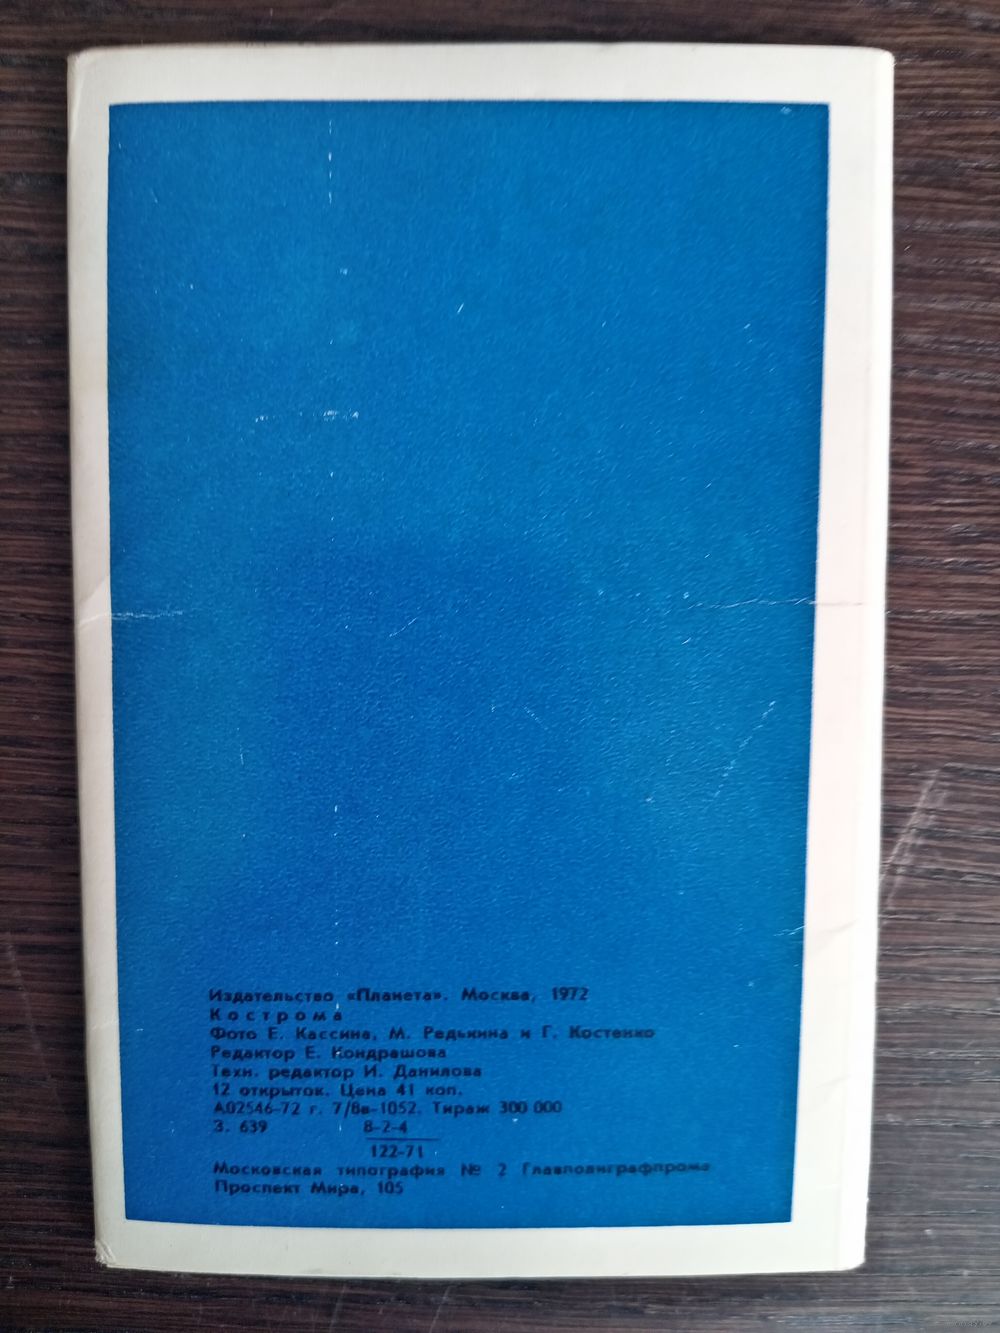 Издательство «Планета». Москва, 1972
Кострома
Фото Е. Кассина, М. Редькина и Г. Костенко
Редактор Е. Кондрашова
Техн. редактор И. Данилова
12 открыток. Цена 41 коп.
А02546-72 г. 7/8в-1052. Тираж 300 000
З. 639 8-2-4
122-71
Московская типография № 2 Главполиграфпрома
Проспект Мира, 105